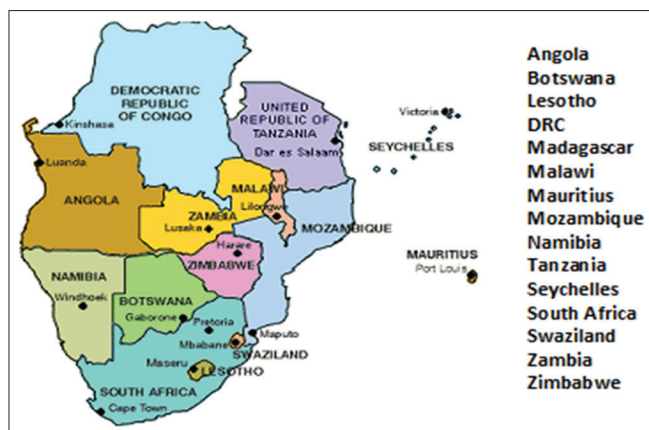 DEMOCRATIC
REPUBLIC
OF CONGO
Kinshasa
UNITED
REPUBLIC OF
TANZANIA
Dar es Salaam
Victoria
SEYCHELLES
Luanda
ANGOLA
MALAWI
Lilongwe
ZAMBIA
Lusaka
MOZAMBIQUE
Harare
ZIMBABWE
MAURITIUS
Port Louis
NAMIBIA
Windhoek
BOTSWANA
Gaborone
Pretoria
Maputo
Mbabane
SWAZILAND
Maseru
LESOTHO
SOUTH AFRICA
Cape Town
Angola
Botswana
Lesotho
DRC
Madagascar
Malawi
Mauritius
Mozambique
Namibia
Tanzania
Seychelles
South Africa
Swaziland
Zambia
Zimbabwe